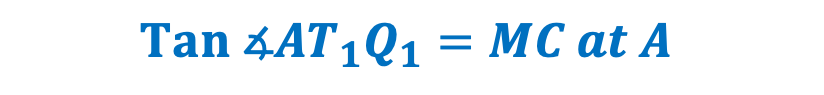 Tan ∡AT₁Q₁ = MC at A